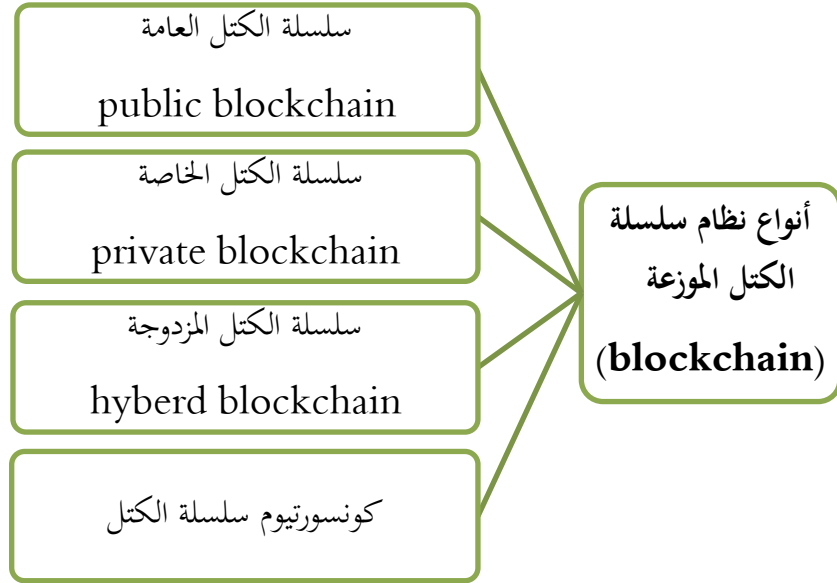 أنواع نظام سلسلة
الكتل الموزعة
(blockchain)
سلسلة الكتل العامة
public blockchain
سلسلة الكتل الخاصة
private blockchain
سلسلة الكتل المزدوجة
hyberd blockchain
كونسورتيوم سلسلة الكتل